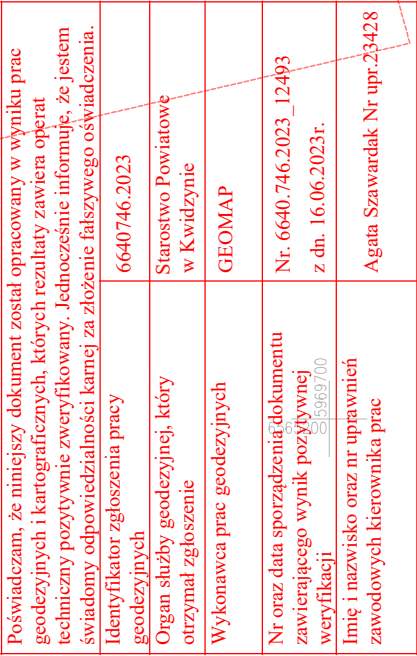 Poświadczam, że niniejszy dokument został opracowany w wyniku prac
geodezyjnych i kartograficznych, których rezultaty zawiera operat
techniczny pozytywnie zweryfikowany. Jednocześnie informuję, że jestem
świadomy odpowiedzialności karnej za złożenie fałszywego oświadczenia.
Identyfikator zgłoszenia pracy
geodezyjnych
6640746.2023
Organ służby geodezyjnej, który
otrzymał zgłoszenie
Starostwo Powiatowe
w Kwidzynie
Wykonawca prac geodezyjnych
GEOMAP
Nr oraz data sporządzenia dokumentu
zawierającego wynik pozytywnej
weryfikacji
Nr. 6640.746.2023_12493
z dn. 16.06.2023r.
Imię i nazwisko oraz nr uprawnień
zawodowych kierownika prac
Agata Szawardak Nr upr.23428
5969700